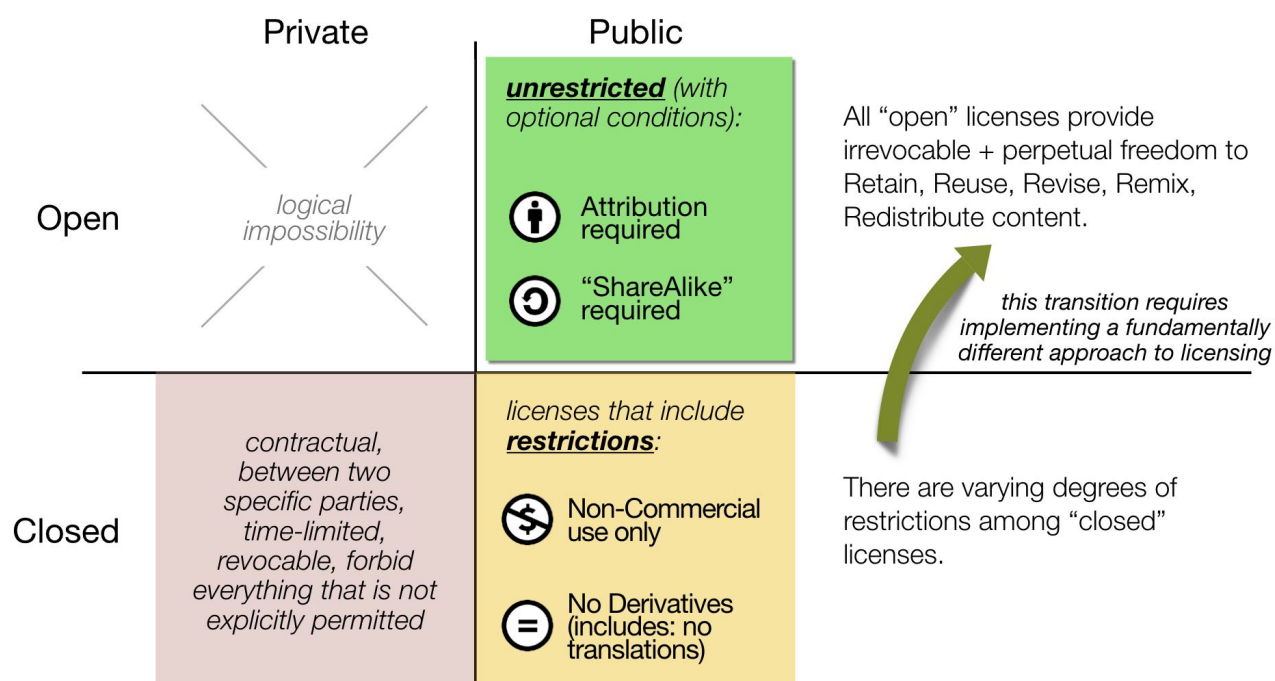 Private
Public
unrestricted (with
optional conditions):
Attribution
required
“ShareAlike”
required
Open
logical
impossibility
All “open” licenses provide
irrevocable + perpetual freedom to
Retain, Reuse, Revise, Remix,
Redistribute content.
this transition requires
implementing a fundamentally
different approach to licensing
Closed
contractual,
between two
specific parties,
time-limited,
revocable, forbid
everything that is not
explicitly permitted
licenses that include
restrictions:
$
Non-Commercial
use only
=
No Derivatives
(includes: no
translations)
There are varying degrees of
restrictions among “closed”
licenses.